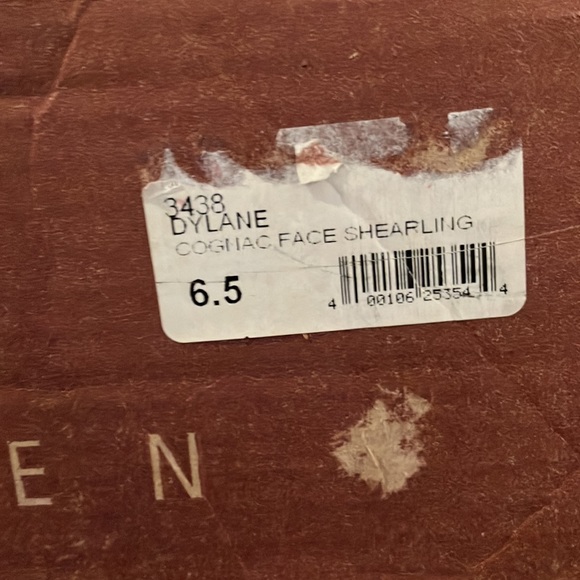 3438
DYLANE
COGNAC FACE SHEARLING
6.5
4 00106 25354 4
E N